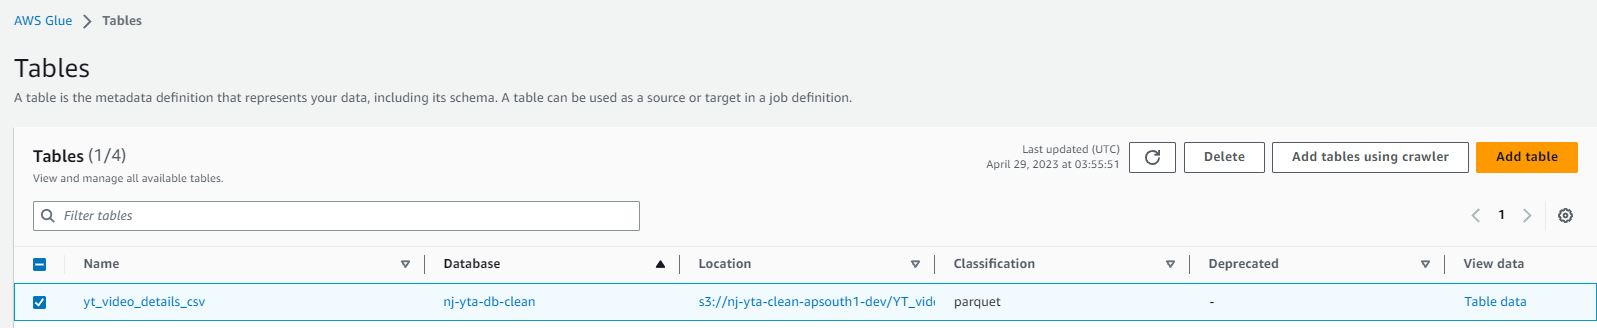 AWS Glue > Tables
Tables
A table is the metadata definition that represents your data, including its schema. A table can be used as a source or target in a job definition.
Tables (1/4)
View and manage all available tables.
Last updated (UTC)
April 29, 2023 at 03:55:51
Delete
Add tables using crawler
Add table
Filter tables
1
Name Database Location Classification Deprecated View data
yt_video_details_csv nj-yta-db-clean s3://nj-yta-clean-apsouth1-dev/YT_vid parquet - Table data